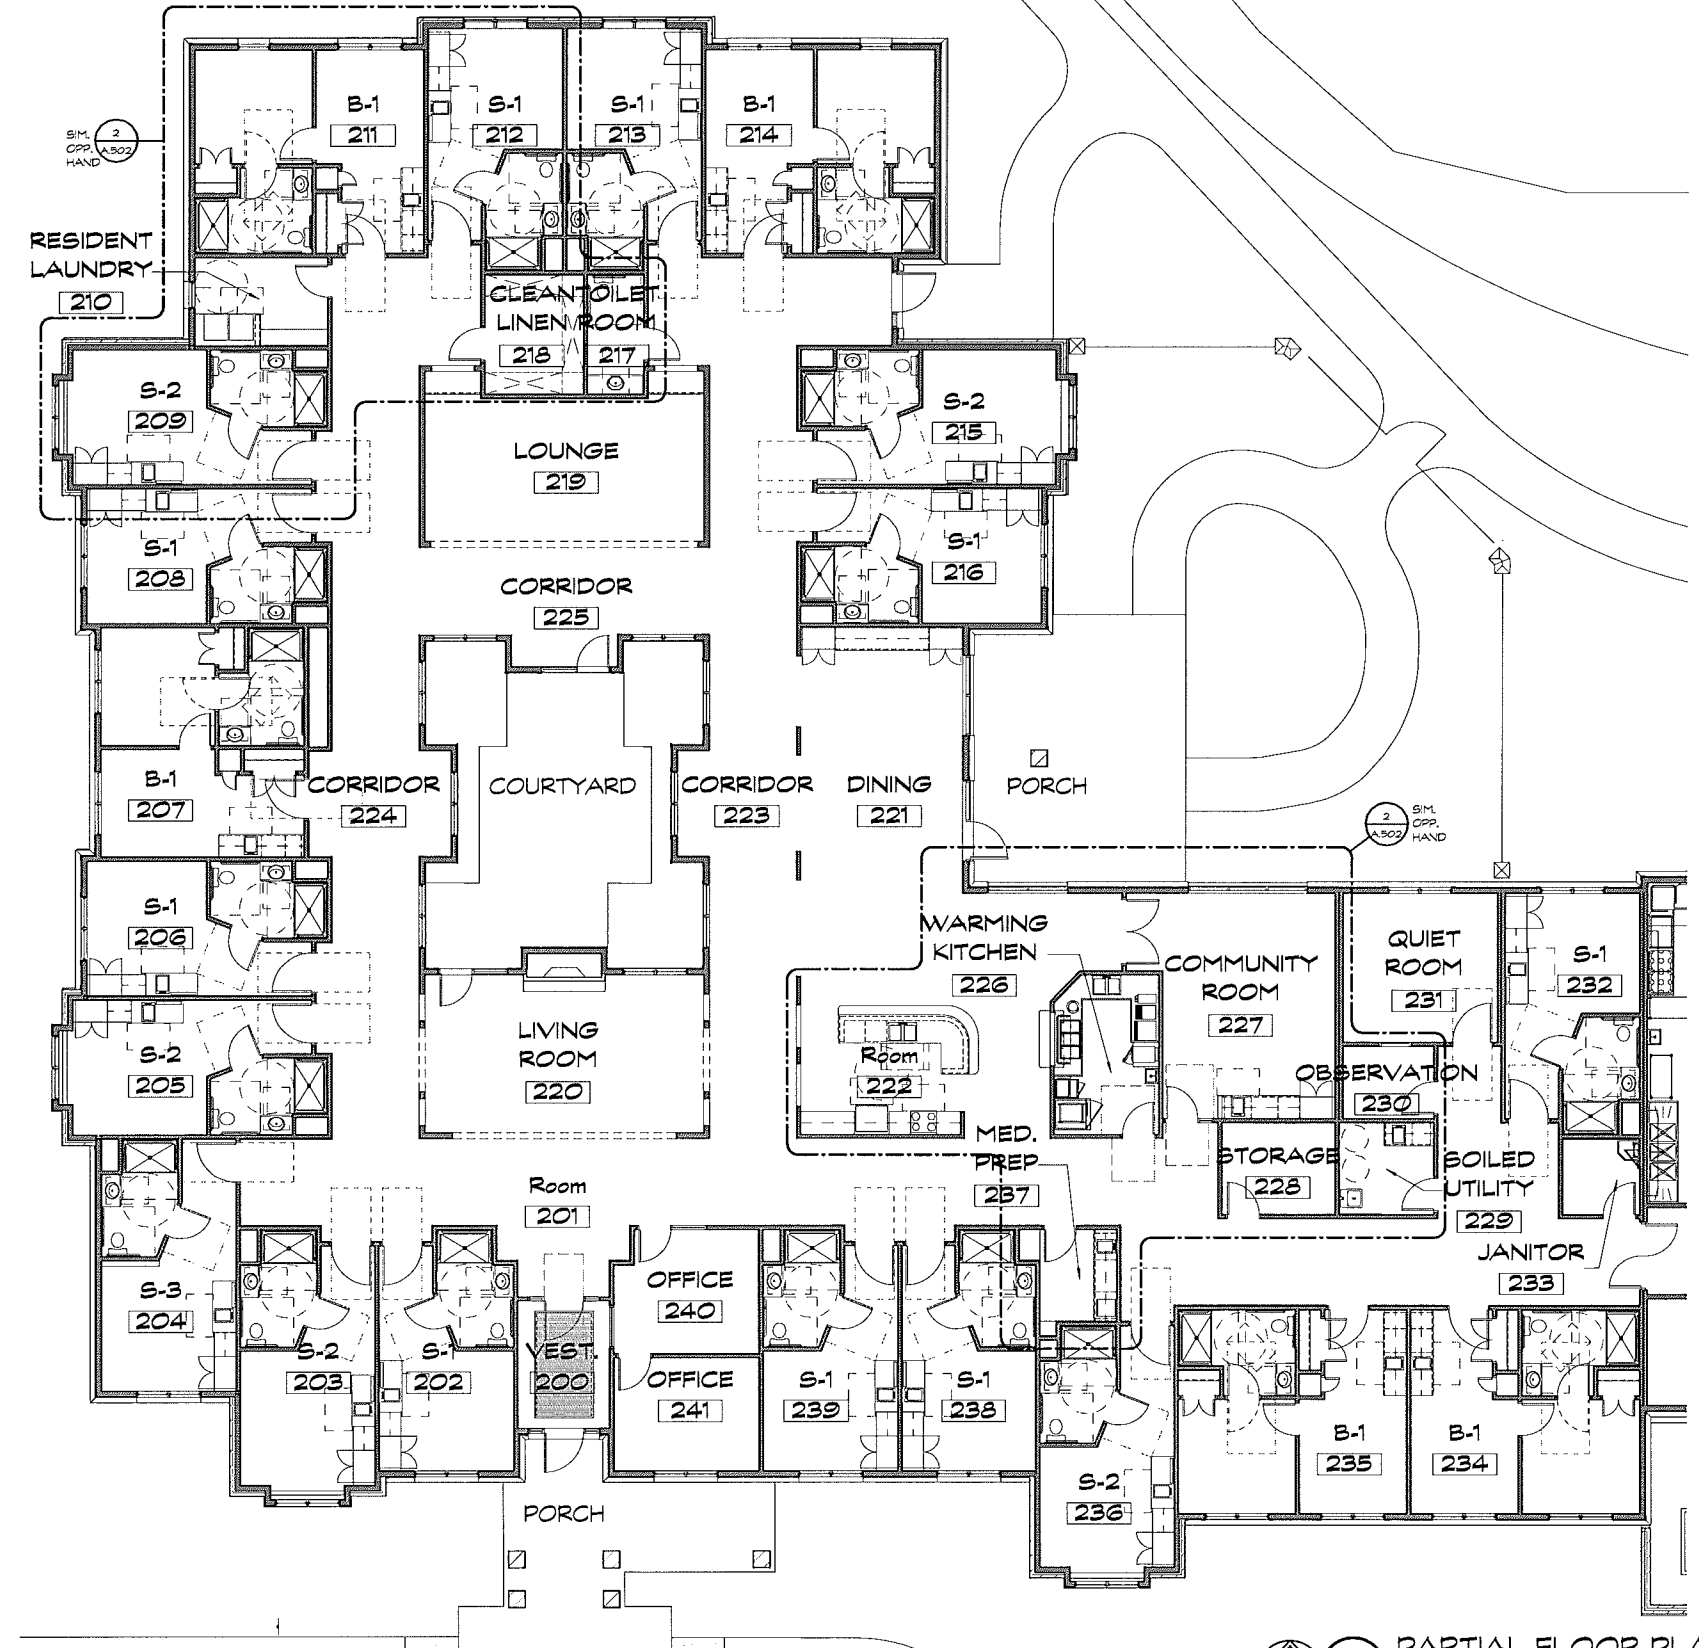 B-1
211
S-1
212
S-1
213
B-1
214
SIM.
OPP.
HAND
2
A.502
RESIDENT
LAUNDRY
210
CLEAN
LINEN
218
TOILET
ROOM
217
S-2
209
S-2
215
LOUNGE
219
S-1
208
S-1
216
CORRIDOR
225
B-1
207
CORRIDOR
224
COURTYARD
CORRIDOR
223
DINING
221
PORCH
2
A.502
SIM.
OPP.
HAND
S-1
206
WARMING
KITCHEN
226
COMMUNITY
ROOM
227
QUIET
ROOM
231
S-1
232
S-2
205
LIVING
ROOM
220
Room
222
OBSERVATION
230
MED.
PREP
237
STORAGE
228
SOILED
UTILITY
229
Room
201
JANITOR
233
S-3
204
OFFICE
240
S-2
203
S-1
202
VEST.
200
OFFICE
241
S-1
239
S-1
238
B-1
235
B-1
234
S-2
236
PORCH
PARTIAL FLOOR